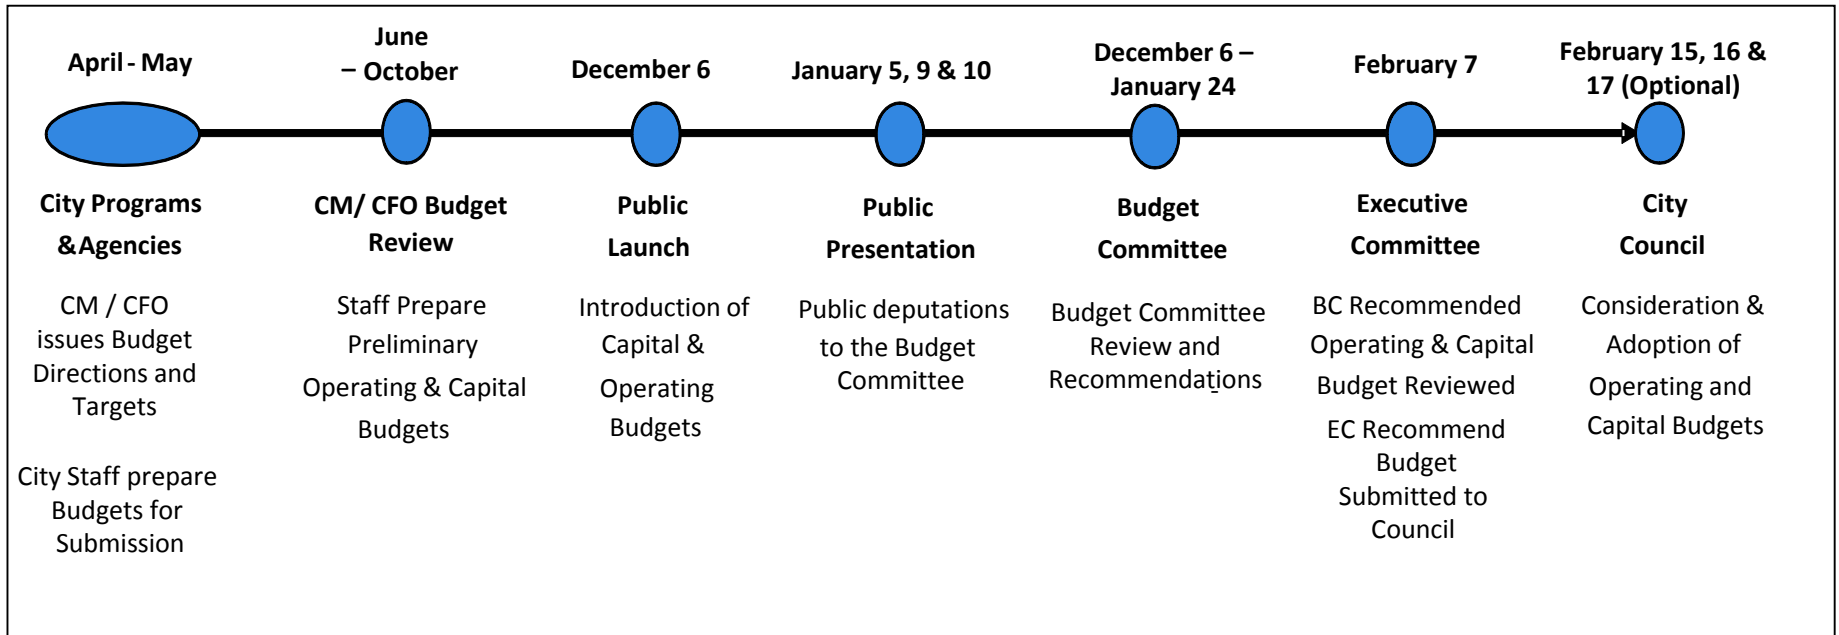 April - May
June
– October
December 6
January 5, 9 & 10
December 6 –
January 24
February 7
February 15, 16 &
17 (Optional)
City Programs
&Agencies
CM / CFO
issues Budget
Directions and
Targets
City Staff prepare
Budgets for
Submission
CM/ CFO Budget
Review
Staff Prepare
Preliminary
Operating & Capital
Budgets
Public
Launch
Introduction of
Capital &
Operating
Budgets
Public
Presentation
Public deputations
to the Budget
Committee
Budget
Committee
Budget Committee
Review and
Recommendations
Executive
Committee
BC Recommended
Operating & Capital
Budget Reviewed
EC Recommend
Budget
Submitted to
Council
City
Council
Consideration &
Adoption of
Operating and
Capital Budgets